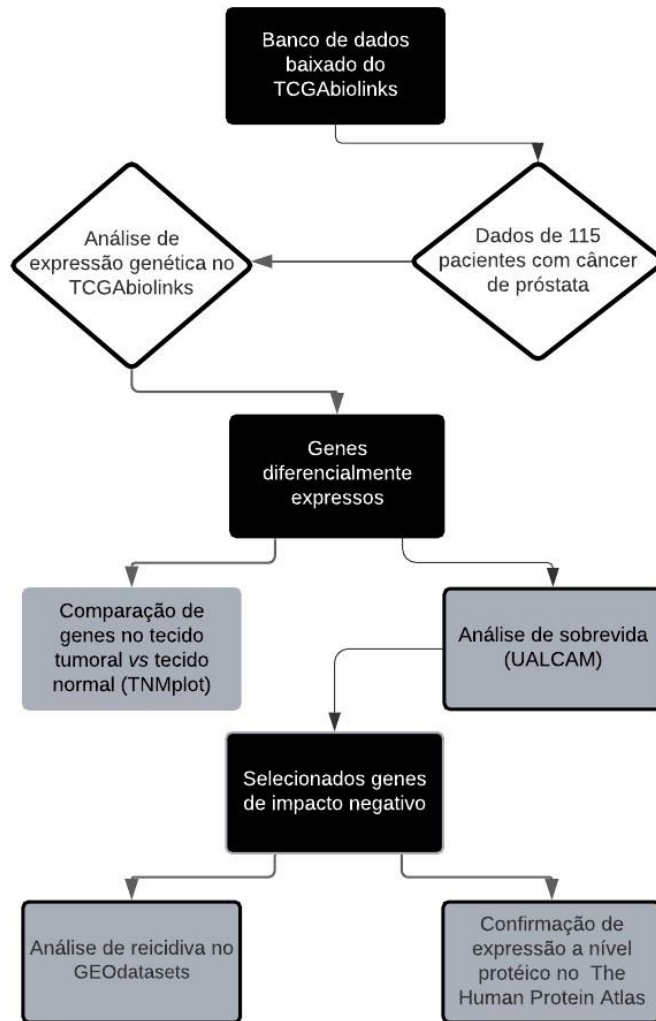 Banco de dados
baixado do
TCGAbiolinks
Dados de 115
pacientes com câncer
de próstata
Análise de
expressão genética no
TCGAbiolinks
Genes
diferencialmente
expressos
Comparação de
genes no tecido
tumoral vs tecido
normal (TNMplot)
Análise de sobrevida
(UALCAM)
Selecionados genes
de impacto negativo
Análise de reicidiva no
GEOdatasets
Confirmação de
expressão a nível
protéico no The
Human Protein Atlas